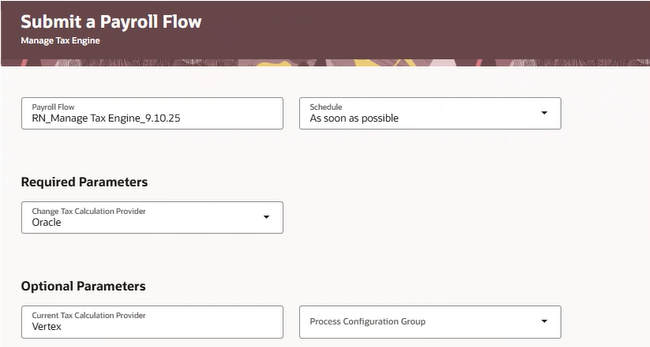 Submit a Payroll Flow
Manage Tax Engine
Payroll Flow
RN_Manage Tax Engine_9.10.25
Schedule
As soon as possible
Required Parameters
Change Tax Calculation Provider
Oracle
Optional Parameters
Current Tax Calculation Provider
Vertex
Process Configuration Group